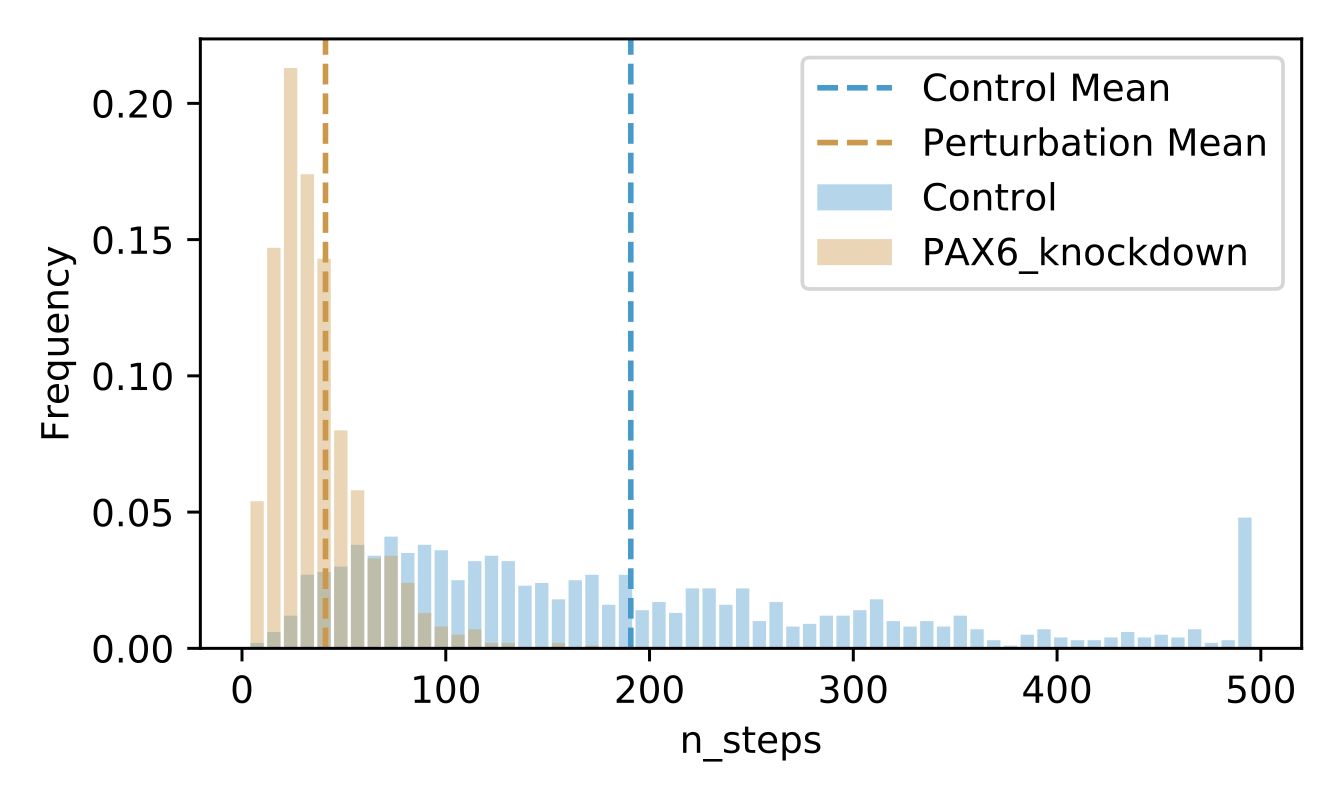 Control Mean
Perturbation Mean
Control
PAX6_knockdown
Frequency
0.20
0.15
0.10
0.05
0.00
0 100 200 300 400 500
n_steps